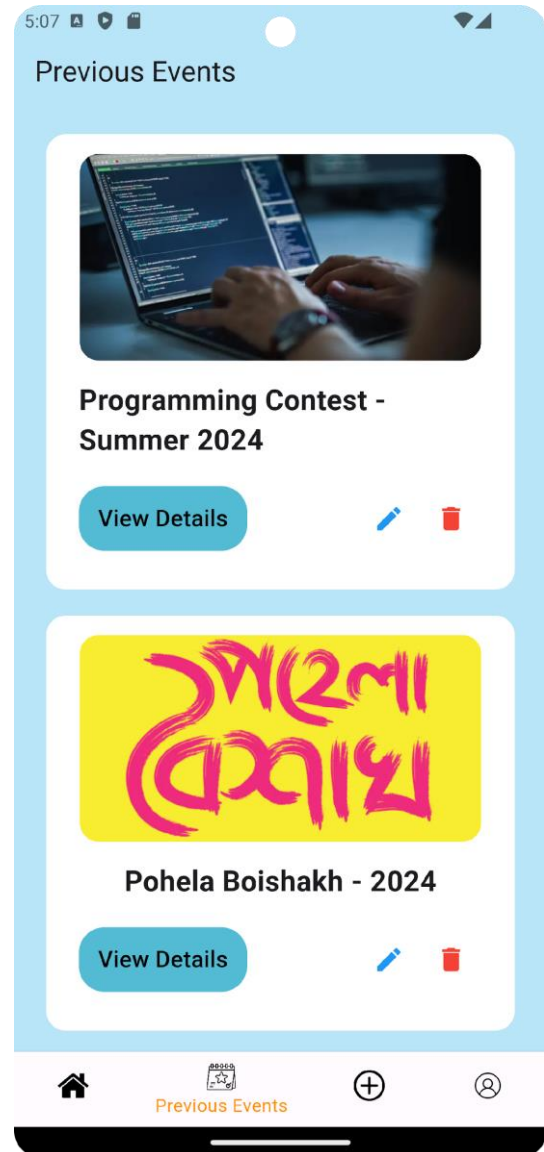 5:07
Previous Events
Programming Contest -
Summer 2024
View Details
পহেলা
বৈশাখ
Pohela Boishakh - 2024
View Details
Previous Events